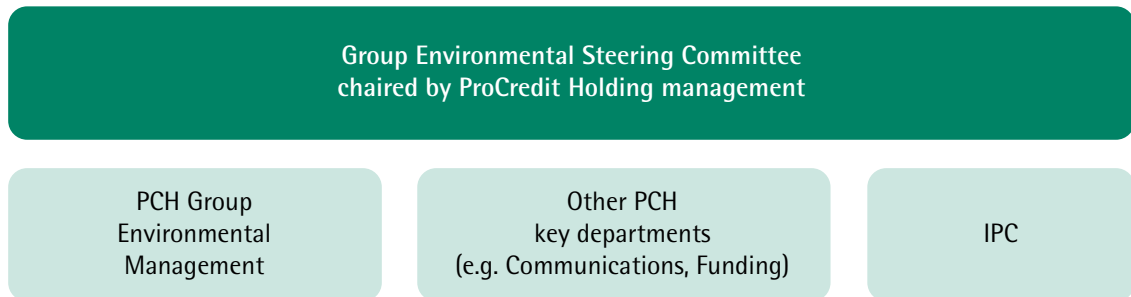 Group Environmental Steering Committee
chaired by ProCredit Holding management
PCH Group
Environmental
Management
Other PCH
key departments
(e.g. Communications, Funding)
IPC